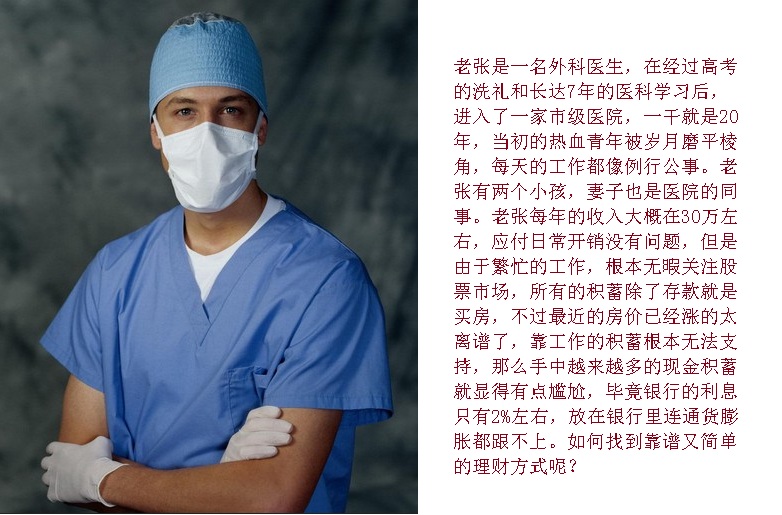 老张是一名外科医生，在经过高考
的洗礼和长达7年的医科学习后，
进入了一家市级医院，一干就是20
年，当初的热血青年被岁月磨平棱
角，每天的工作都像例行公事。老
张有两个小孩，妻子也是医院的同
事。老张每年的收入大概在30万左
右，应付日常开销没有问题，但是
由于繁忙的工作，根本无暇关注股
票市场，所有的积蓄除了存款就是
买房，不过最近的房价已经涨的太
离谱了，靠工作的积蓄根本无法支
持，那么手中越来越多的现金积蓄
就显得有点尴尬，毕竟银行的利息
只有2%左右，放在银行里连通货膨
胀都跟不上。如何找到靠谱又简单
的理财方式呢？